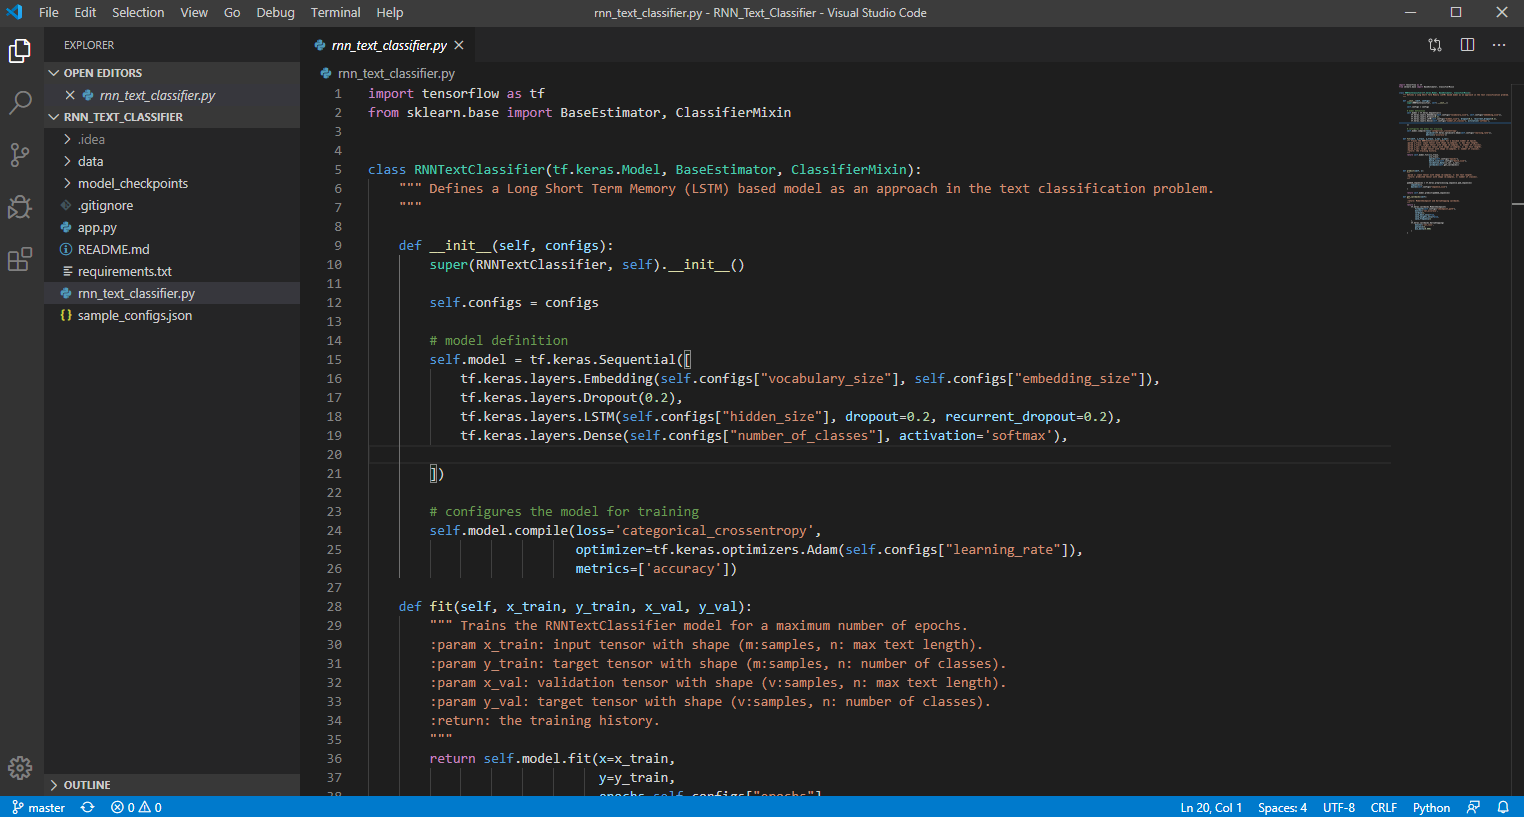 File Edit Selection View Go Debug Terminal Help
rnn_text_classifier.py - RNN_Text_Classifier - Visual Studio Code
EXPLORER
OPEN EDITORS
rnn_text_classifier.py
RNN_TEXT_CLASSIFIER
.idea
data
model_checkpoints
.gitignore
app.py
README.md
requirements.txt
rnn_text_classifier.py
sample_configs.json
OUTLINE
rnn_text_classifier.py
rnn_text_classifier.py
1 import tensorflow as tf
2 from sklearn.base import BaseEstimator, ClassifierMixin
3
4
5 class RNNTextClassifier(tf.keras.Model, BaseEstimator, ClassifierMixin):
6 """ Defines a Long Short Term Memory (LSTM) based model as an approach in the text classification problem.
7 """
8
9 def __init__(self, configs):
10 super(RNNTextClassifier, self).__init__()
11
12 self.configs = configs
13
14 # model definition
15 self.model = tf.keras.Sequential([
16 tf.keras.layers.Embedding(self.configs["vocabulary_size"], self.configs["embedding_size"]),
17 tf.keras.layers.Dropout(0.2),
18 tf.keras.layers.LSTM(self.configs["hidden_size"], dropout=0.2, recurrent_dropout=0.2),
19 tf.keras.layers.Dense(self.configs["number_of_classes"], activation='softmax'),
20
21 ])
22
23 # configures the model for training
24 self.model.compile(loss='categorical_crossentropy',
25 optimizer=tf.keras.optimizers.Adam(self.configs["learning_rate"]),
26 metrics=['accuracy'])
27
28 def fit(self, x_train, y_train, x_val, y_val):
29 """ Trains the RNNTextClassifier model for a maximum number of epochs.
30 :param x_train: input tensor with shape (m:samples, n: max text length).
31 :param y_train: target tensor with shape (m:samples, n: number of classes).
32 :param x_val: validation tensor with shape (v:samples, n: max text length).
33 :param y_val: target tensor with shape (v:samples, n: number of classes).
34 :return: the training history.
35 """
36 return self.model.fit(x=x_train,
37 y=y_train,
master 0 0 Ln 20, Col 1 Spaces: 4 UTF-8 CRLF Python